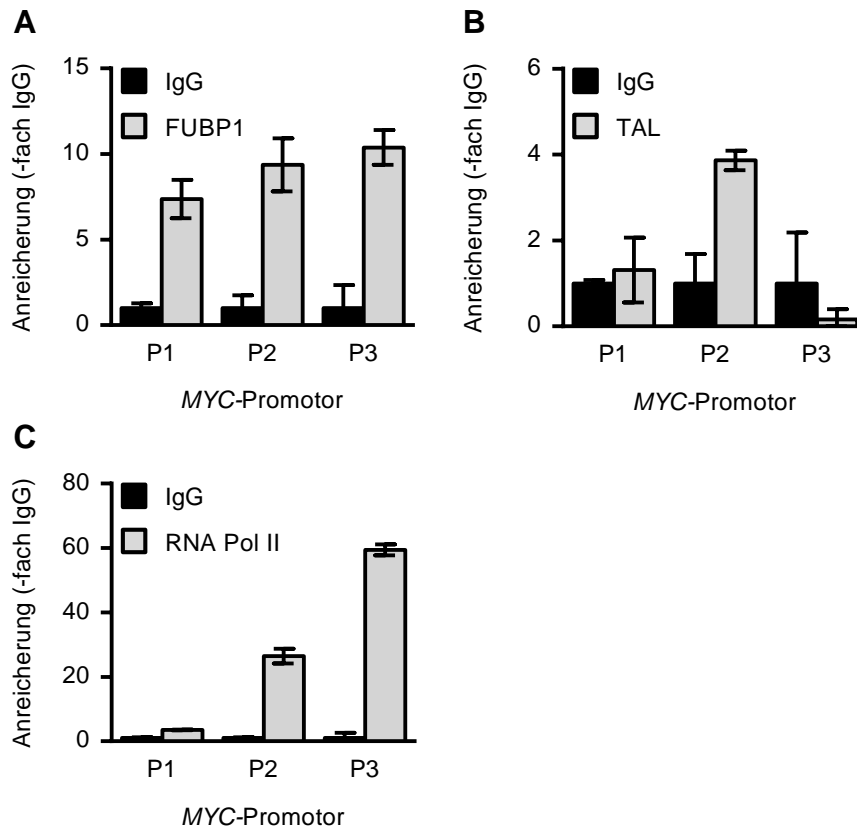 A
Anreicherung (-fach IgG)
15
10
5
0
IgG
FUBP1
P1 P2 P3
MYC-Promotor
B
Anreicherung (-fach IgG)
6
4
2
0
IgG
TAL
P1 P2 P3
MYC-Promotor
C
Anreicherung (-fach IgG)
80
60
40
20
0
IgG
RNA Pol II
P1 P2 P3
MYC-Promotor